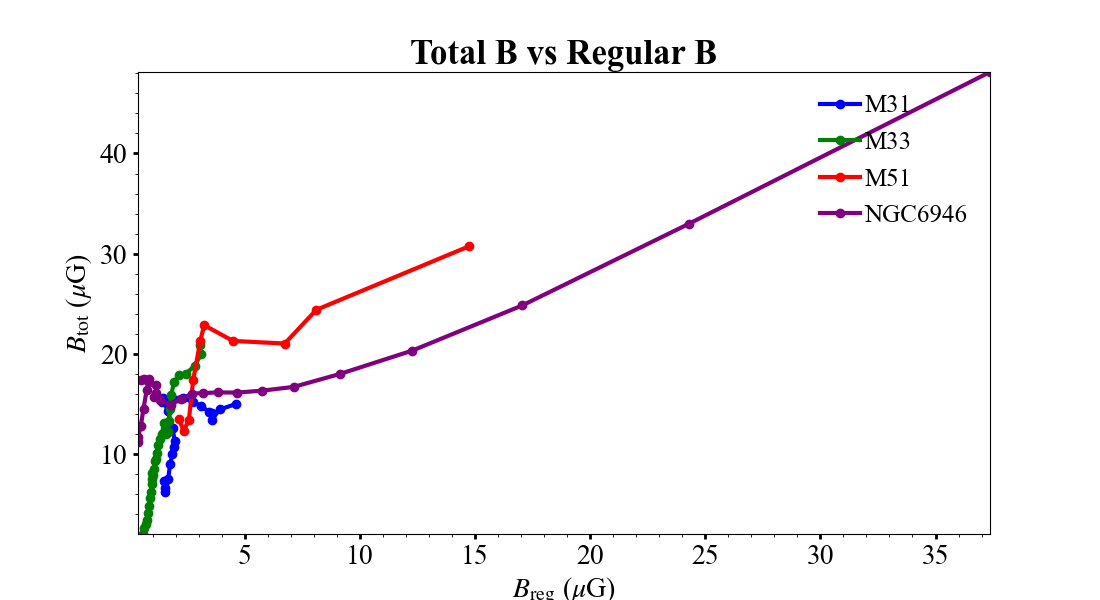 Total B vs Regular B
M31
M33
M51
NGC6946
40
30
20
10
B_tot (μG)
5 10 15 20 25 30 35
B_reg (μG)